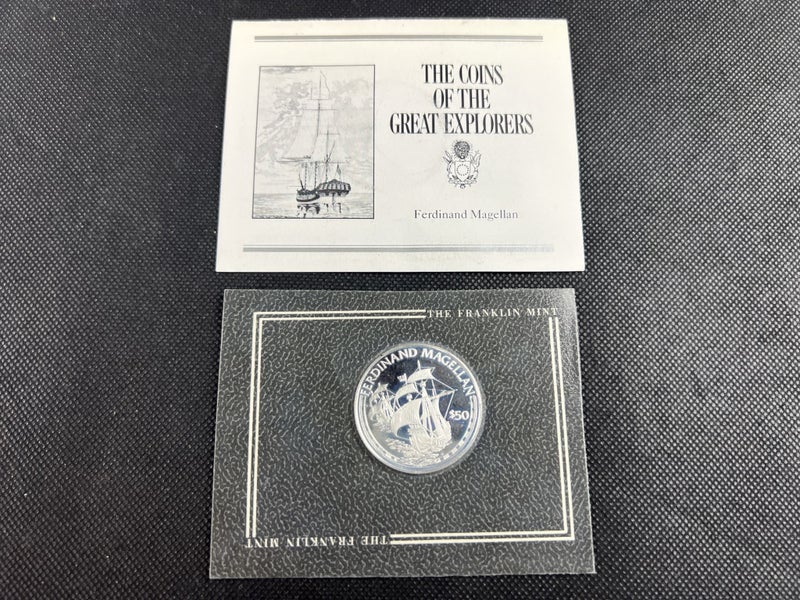 THE COINS
OF THE
GREAT EXPLORERS
Ferdinand Magellan
THE FRANKLIN MINT
FERDINAND MAGELLAN
$50
THE FRANKLIN MINT